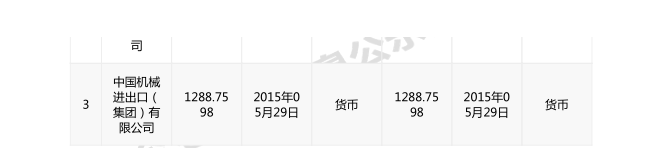 司
3
中国机械
进出口（
集团）有
限公司
1288.75
98
2015年0
5月29日
货币
1288.75
98
2015年0
5月29日
货币